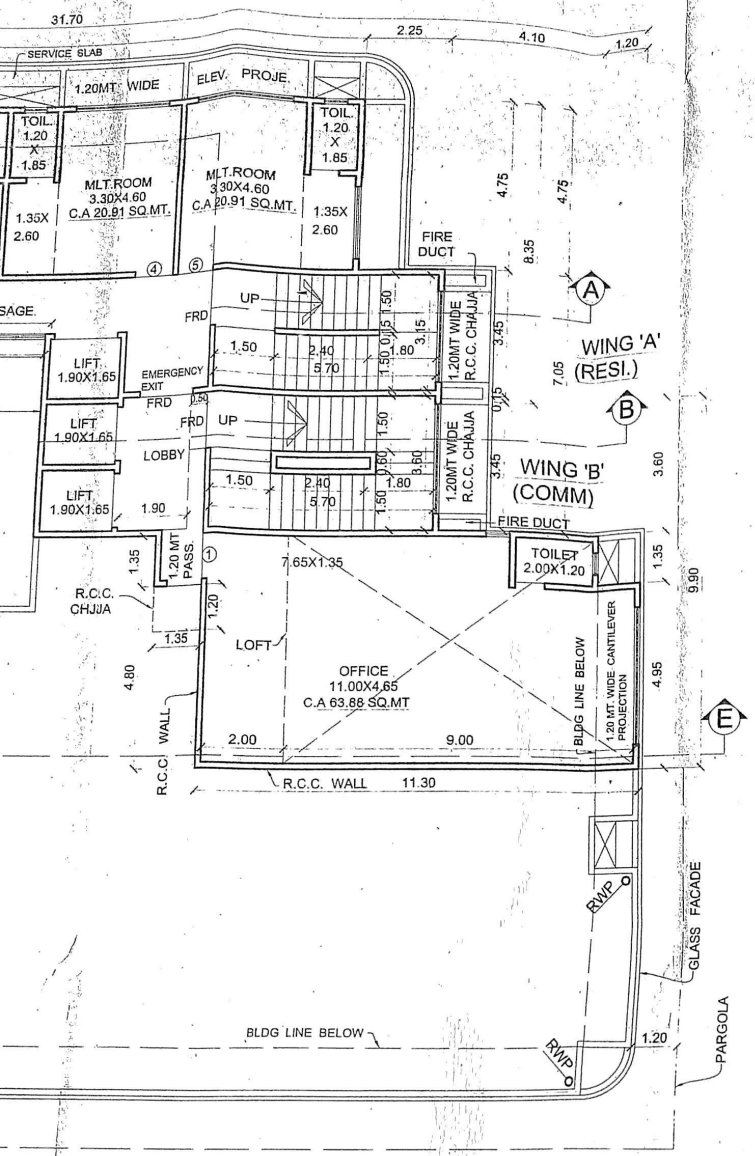 31.70
2.25
4.10
1.20
SERVICE SLAB
1.20MT WIDE
ELEV. PROJE.
TOIL.
1.20
X
1.85
TOIL.
1.20
X
1.85
MLT.ROOM
3.30X4.60
C.A 20.91 SQ.MT.
MLT.ROOM
3.30X4.60
C.A 20.91 SQ.MT.
1.35X
2.60
1.35X
2.60
4.75
4.75
8.35
FIRE
DUCT
4
5
A
SAGE.
UP
FRD
1.50
0.15
3.15
1.50
1.50
2.40
1.80
5.70
1.20MT WIDE
R.C.C. CHAJJA
3.45
WING 'A'
(RESI.)
7.05
LIFT
1.90X1.65
EMERGENCY
EXIT
FRD
0.50
0.15
B
LIFT
1.90X1.65
FRD
UP
LOBBY
1.50
0.60
3.60
1.50
1.50
2.40
1.80
5.70
1.20MT WIDE
R.C.C. CHAJJA
3.45
WING 'B'
(COMM)
3.60
LIFT
1.90X1.65
1.90
FIRE DUCT
1.35
1.20 MT
PASS.
1
7.65X1.35
TOILET
2.00X1.20
1.35
9.90
R.C.C.
CHJJA
1.20
1.35
LOFT
4.80
OFFICE
11.00X4.65
C.A 63.88 SQ.MT
BLDG LINE BELOW
1.20 MT. WIDE CANTILEVER
PROJECTION
4.95
E
R.C.C. WALL
2.00
9.00
R.C.C. WALL
11.30
RWP
GLASS FACADE
BLDG LINE BELOW
RWP
1.20
PARGOLA